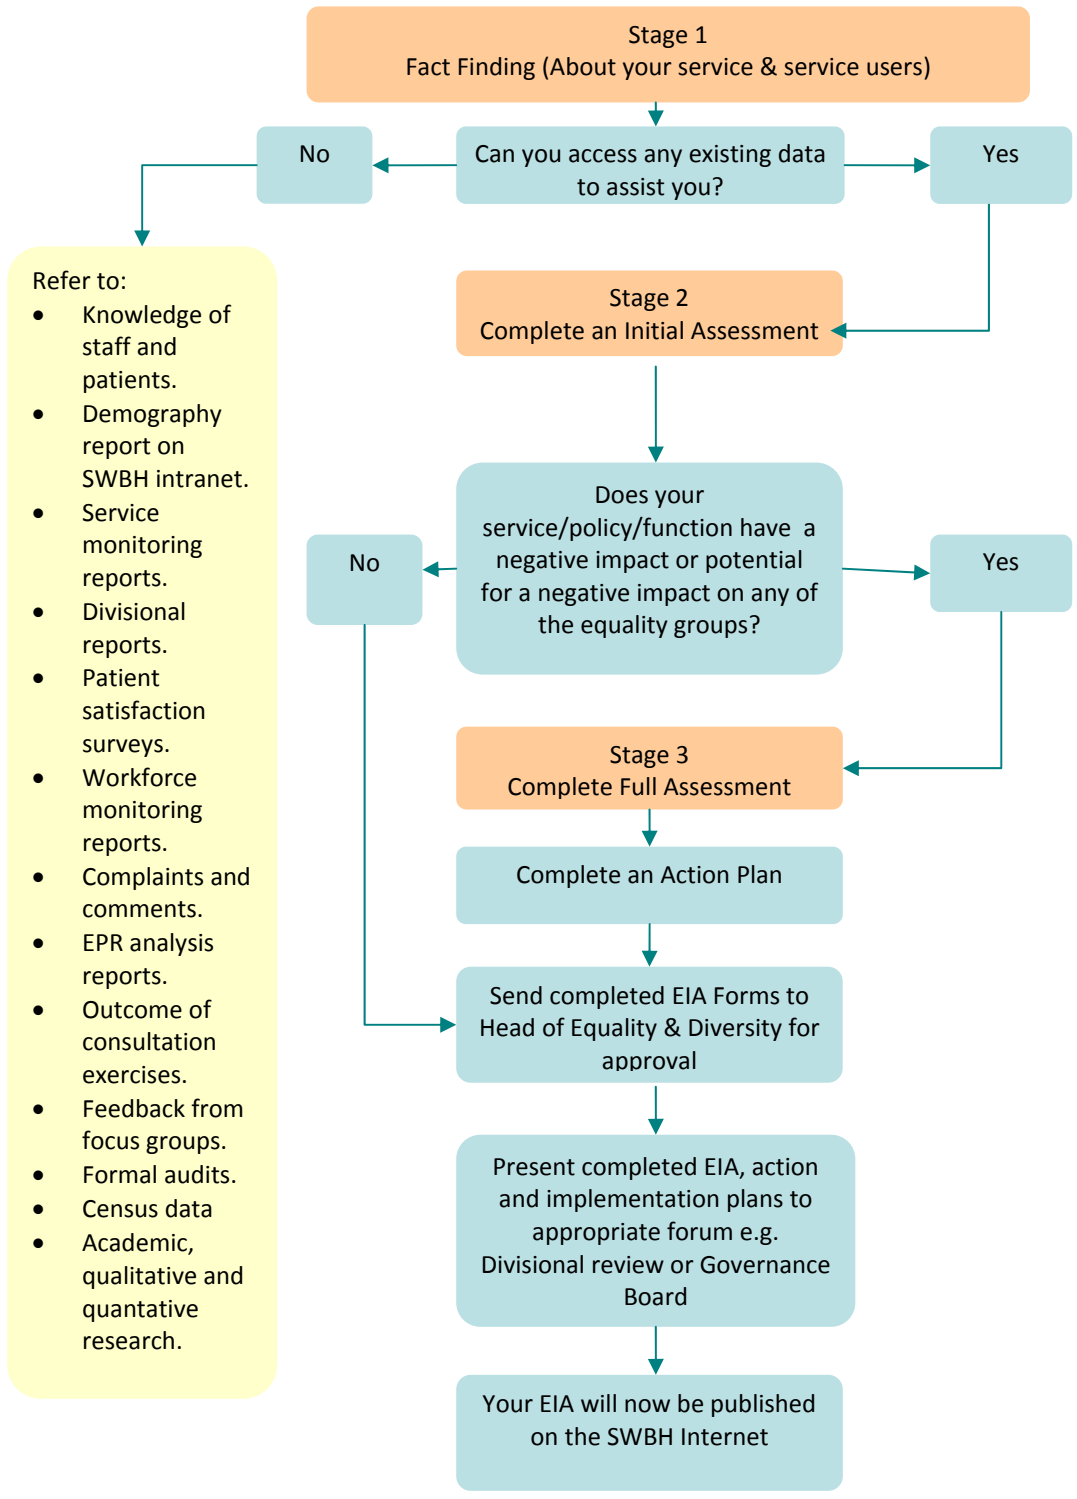 Stage 1
Fact Finding (About your service & service users)
No
Can you access any existing data
to assist you?
Yes
Refer to:
• Knowledge of
staff and
patients.
• Demography
report on
SWBH intranet.
• Service
monitoring
reports.
• Divisional
reports.
• Patient
satisfaction
surveys.
• Workforce
monitoring
reports.
• Complaints and
comments.
• EPR analysis
reports.
• Outcome of
consultation
exercises.
• Feedback from
focus groups.
• Formal audits.
• Census data
• Academic,
qualitative and
quantative
research.
Stage 2
Complete an Initial Assessment
Does your
service/policy/function have a
negative impact or potential
for a negative impact on any of
the equality groups?
No
Yes
Stage 3
Complete Full Assessment
Complete an Action Plan
Send completed EIA Forms to
Head of Equality & Diversity for
approval
Present completed EIA, action
and implementation plans to
appropriate forum e.g.
Divisional review or Governance
Board
Your EIA will now be published
on the SWBH Internet